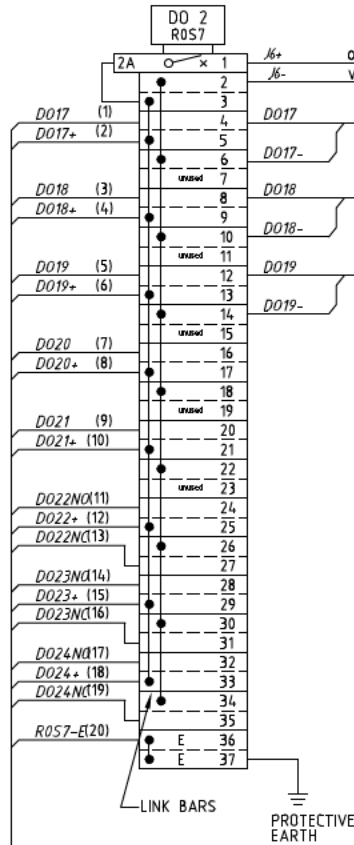 DO 2
R0S7
2A 1 J6+
2 J6-
3
DO17 (1) 4 DO17
DO17+ (2) 5
6 DO17-
unused 7
DO18 (3) 8 DO18
DO18+ (4) 9
10 DO18-
unused 11
DO19 (5) 12 DO19
DO19+ (6) 13
14 DO19-
unused 15
DO20 (7) 16
DO20+ (8) 17
18
unused 19
DO21 (9) 20
DO21+ (10) 21
22
unused 23
DO22NO(11) 24
DO22+ (12) 25
DO22NC(13) 26
27
DO23NO(14) 28
DO23+ (15) 29
DO23NC(16) 30
31
DO24NO(17) 32
DO24+ (18) 33
DO24NC(19) 34
35
R0S7-E(20) E 36
E 37
LINK BARS
PROTECTIVE
EARTH